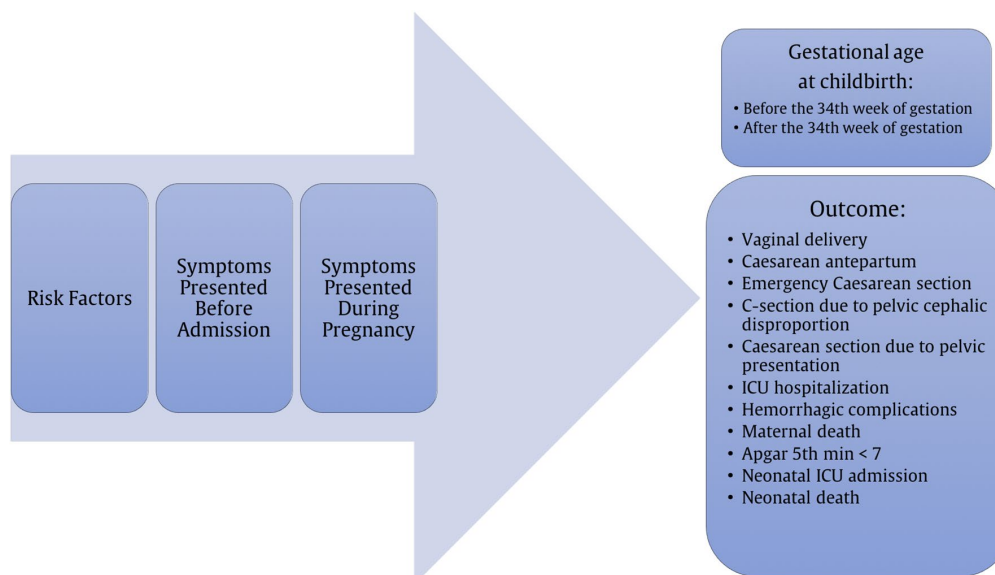 Risk Factors
Symptoms
Presented
Before
Admission
Symptoms
Presented
During
Pregnancy
Gestational age
at childbirth:
• Before the 34th week of gestation
• After the 34th week of gestation
Outcome:
• Vaginal delivery
• Caesarean antepartum
• Emergency Caesarean section
• C-section due to pelvic cephalic
disproportion
• Caesarean section due to pelvic
presentation
• ICU hospitalization
• Hemorrhagic complications
• Maternal death
• Apgar 5th min < 7
• Neonatal ICU admission
• Neonatal death